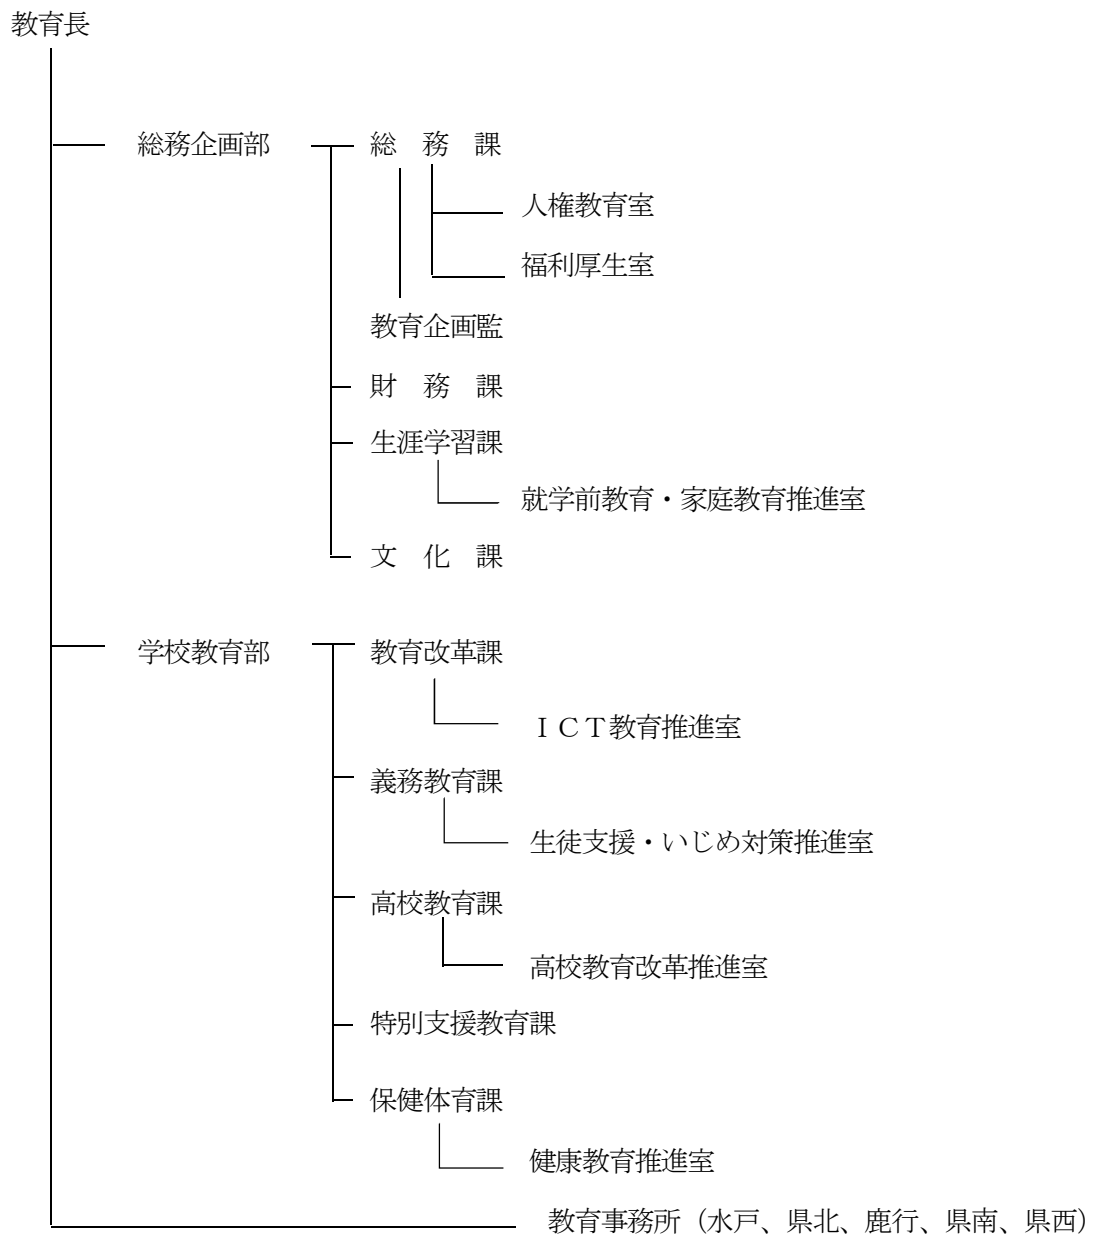 教育長
総務企画部 総　務　課
人権教育室
福利厚生室
教育企画監
財　務　課
生涯学習課
就学前教育・家庭教育推進室
文　化　課
学校教育部 教育改革課
ＩＣＴ教育推進室
義務教育課
生徒支援・いじめ対策推進室
高校教育課
高校教育改革推進室
特別支援教育課
保健体育課
健康教育推進室
教育事務所（水戸、県北、鹿行、県南、県西）